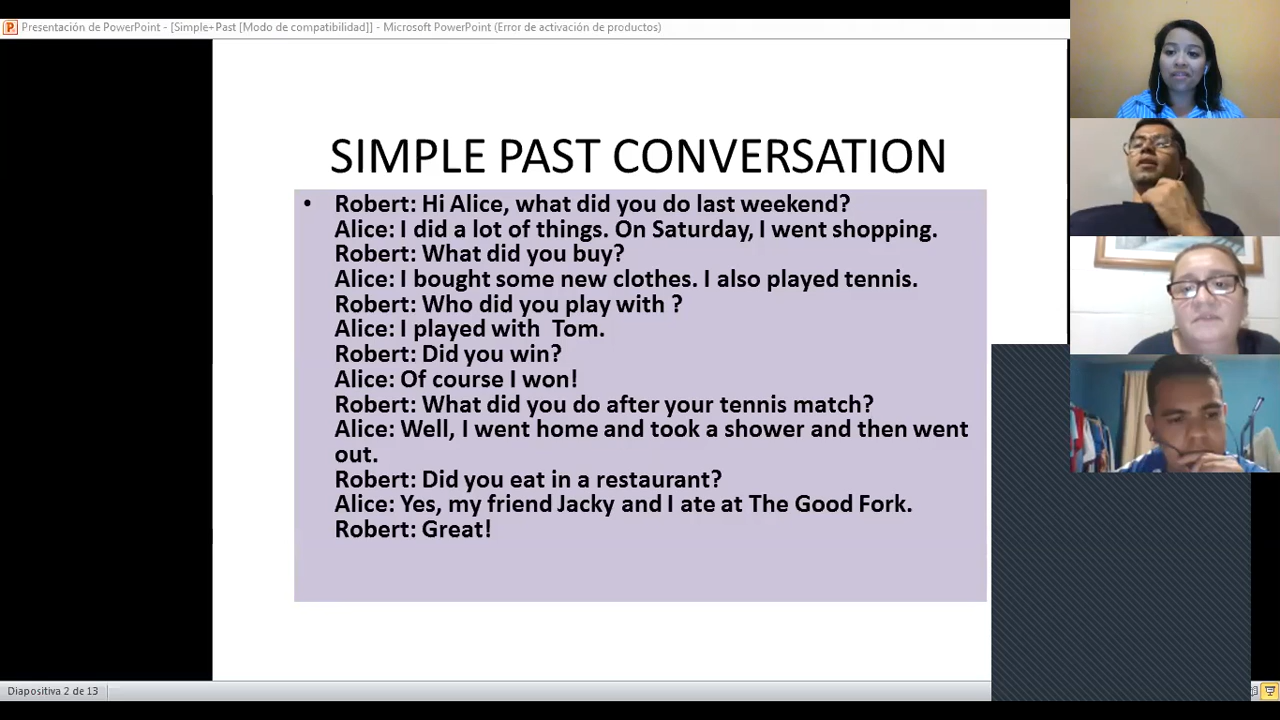 Presentación de PowerPoint - [Simple+Past [Modo de compatibilidad]] - Microsoft PowerPoint (Error de activación de productos)
SIMPLE PAST CONVERSATION
• Robert: Hi Alice, what did you do last weekend?
Alice: I did a lot of things. On Saturday, I went shopping.
Robert: What did you buy?
Alice: I bought some new clothes. I also played tennis.
Robert: Who did you play with ?
Alice: I played with  Tom.
Robert: Did you win?
Alice: Of course I won!
Robert: What did you do after your tennis match?
Alice: Well, I went home and took a shower and then went
out.
Robert: Did you eat in a restaurant?
Alice: Yes, my friend Jacky and I ate at The Good Fork.
Robert: Great!
Diapositiva 2 de 13